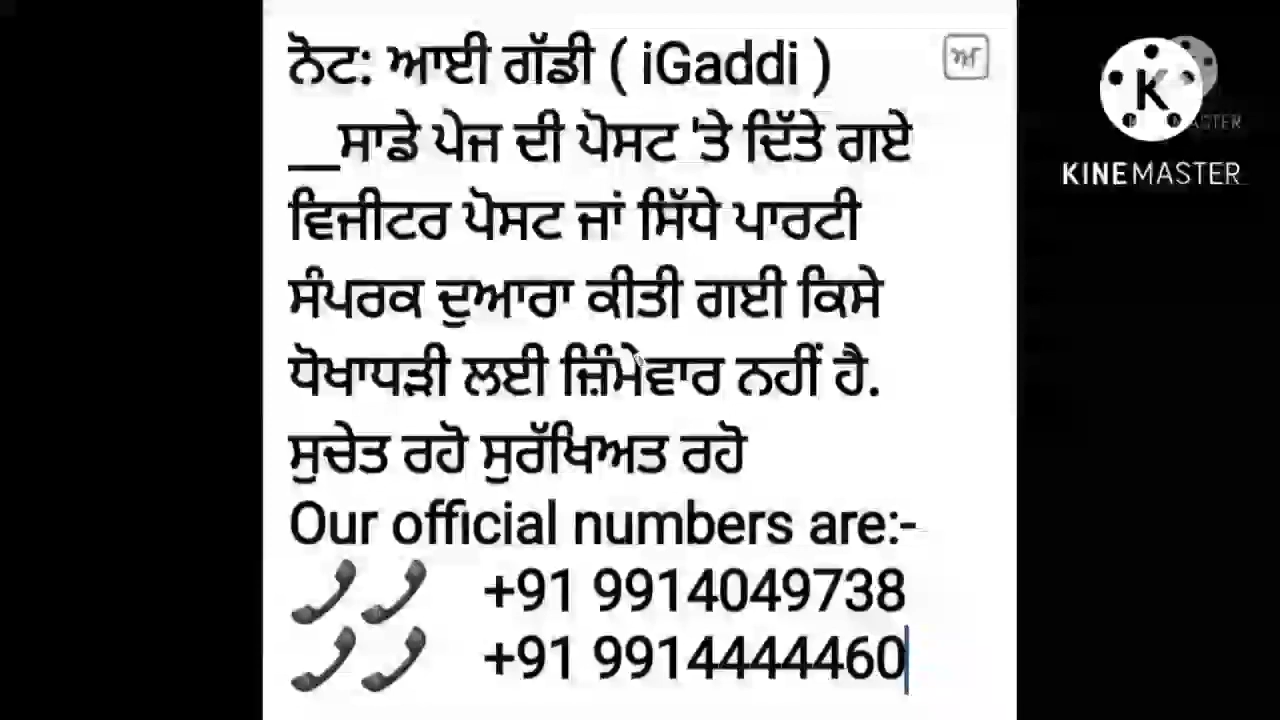 ਨੋਟ: ਆਈ ਗੱਡੀ ( iGaddi )
__ਸਾਡੇ ਪੇਜ ਦੀ ਪੋਸਟ 'ਤੇ ਦਿੱਤੇ ਗਏ
ਵਿਜੀਟਰ ਪੋਸਟ ਜਾਂ ਸਿੱਧੇ ਪਾਰਟੀ
ਸੰਪਰਕ ਦੁਆਰਾ ਕੀਤੀ ਗਈ ਕਿਸੇ
ਧੋਖਾਧੜੀ ਲਈ ਜ਼ਿੰਮੇਵਾਰ ਨਹੀਂ ਹੈ.
ਸੁਚੇਤ ਰਹੋ ਸੁਰੱਖਿਅਤ ਰਹੋ
Our official numbers are:-
+91 9914049738
+91 9914444460
ਅ
K
KINEMASTER